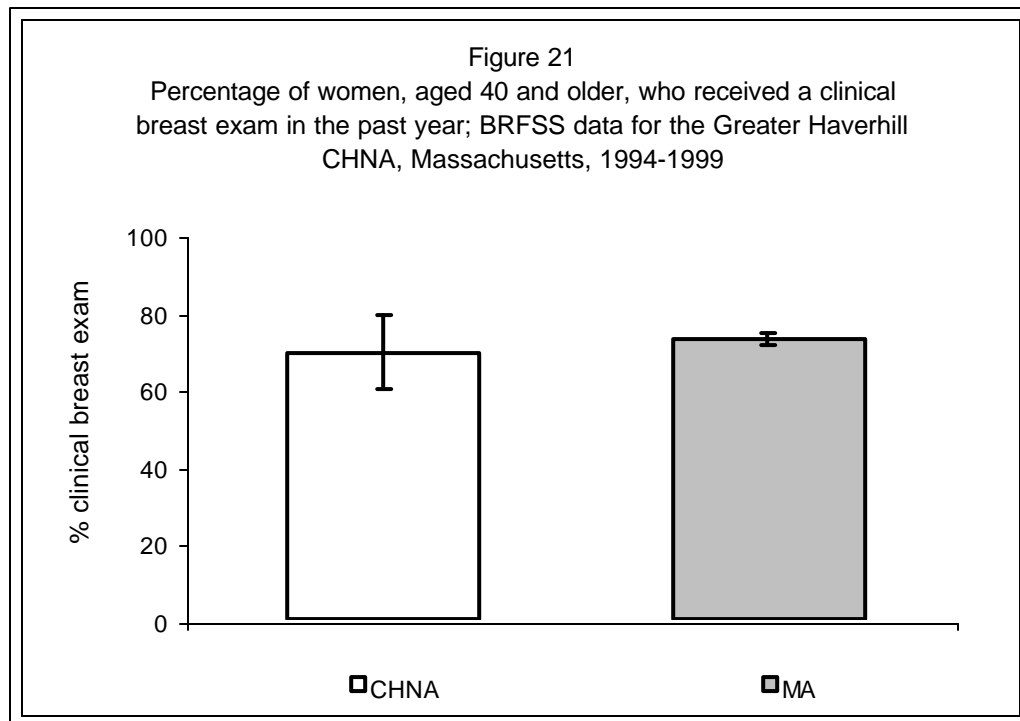 Figure 21
Percentage of women, aged 40 and older, who received a clinical
breast exam in the past year; BRFSS data for the Greater Haverhill
CHNA, Massachusetts, 1994-1999
% clinical breast exam
100
80
60
40
20
0
CHNA
MA